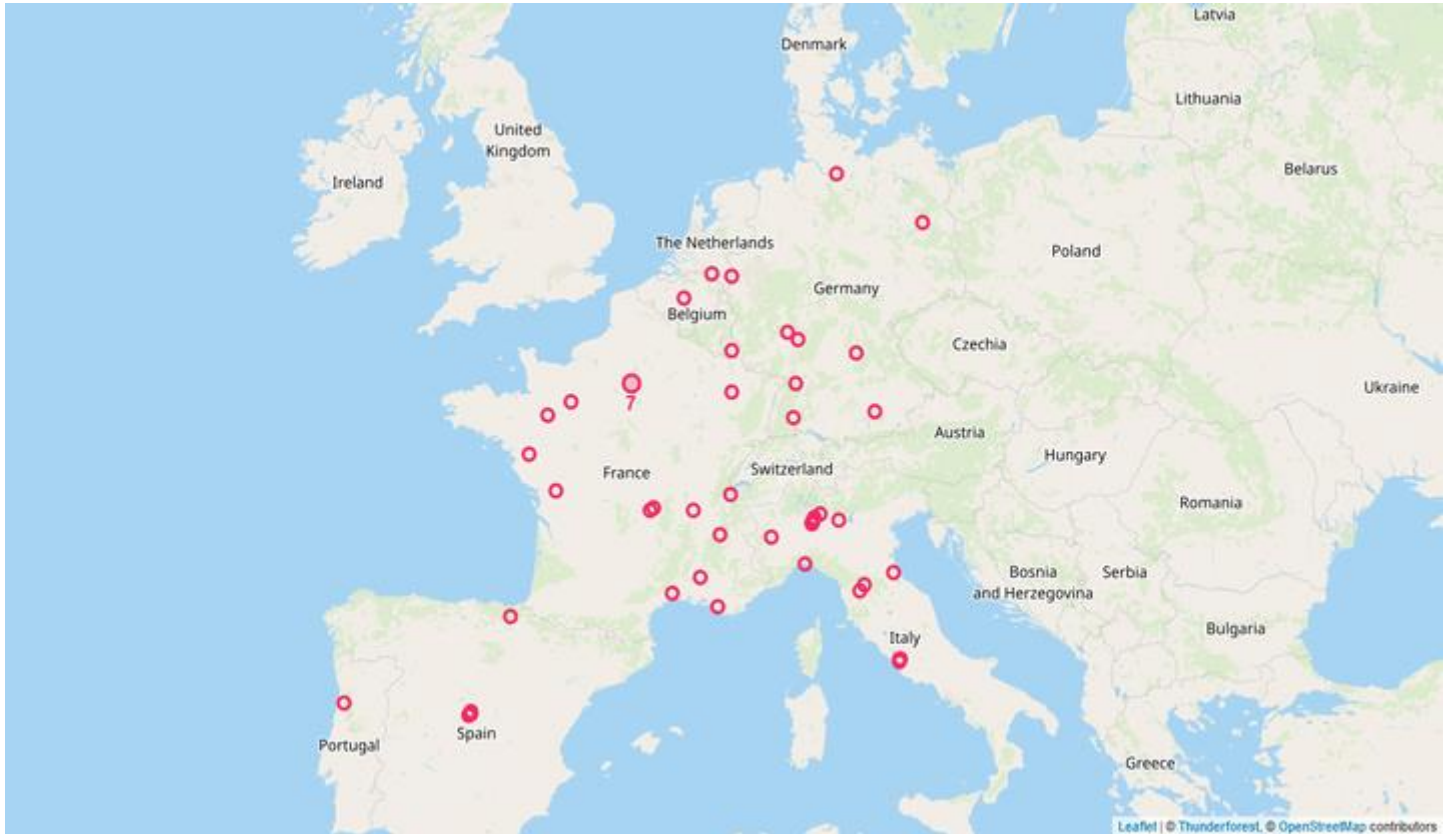 Latvia
Denmark
Lithuania
United
Kingdom
Belarus
Ireland
The Netherlands
Poland
Germany
Belgium
Czechia
Ukraine
7
Austria
Hungary
France
Switzerland
Romania
Bosnia
and Herzegovina
Serbia
Bulgaria
Italy
Spain
Portugal
Greece
Leaflet | © Thunderforest, © OpenStreetMap contributors